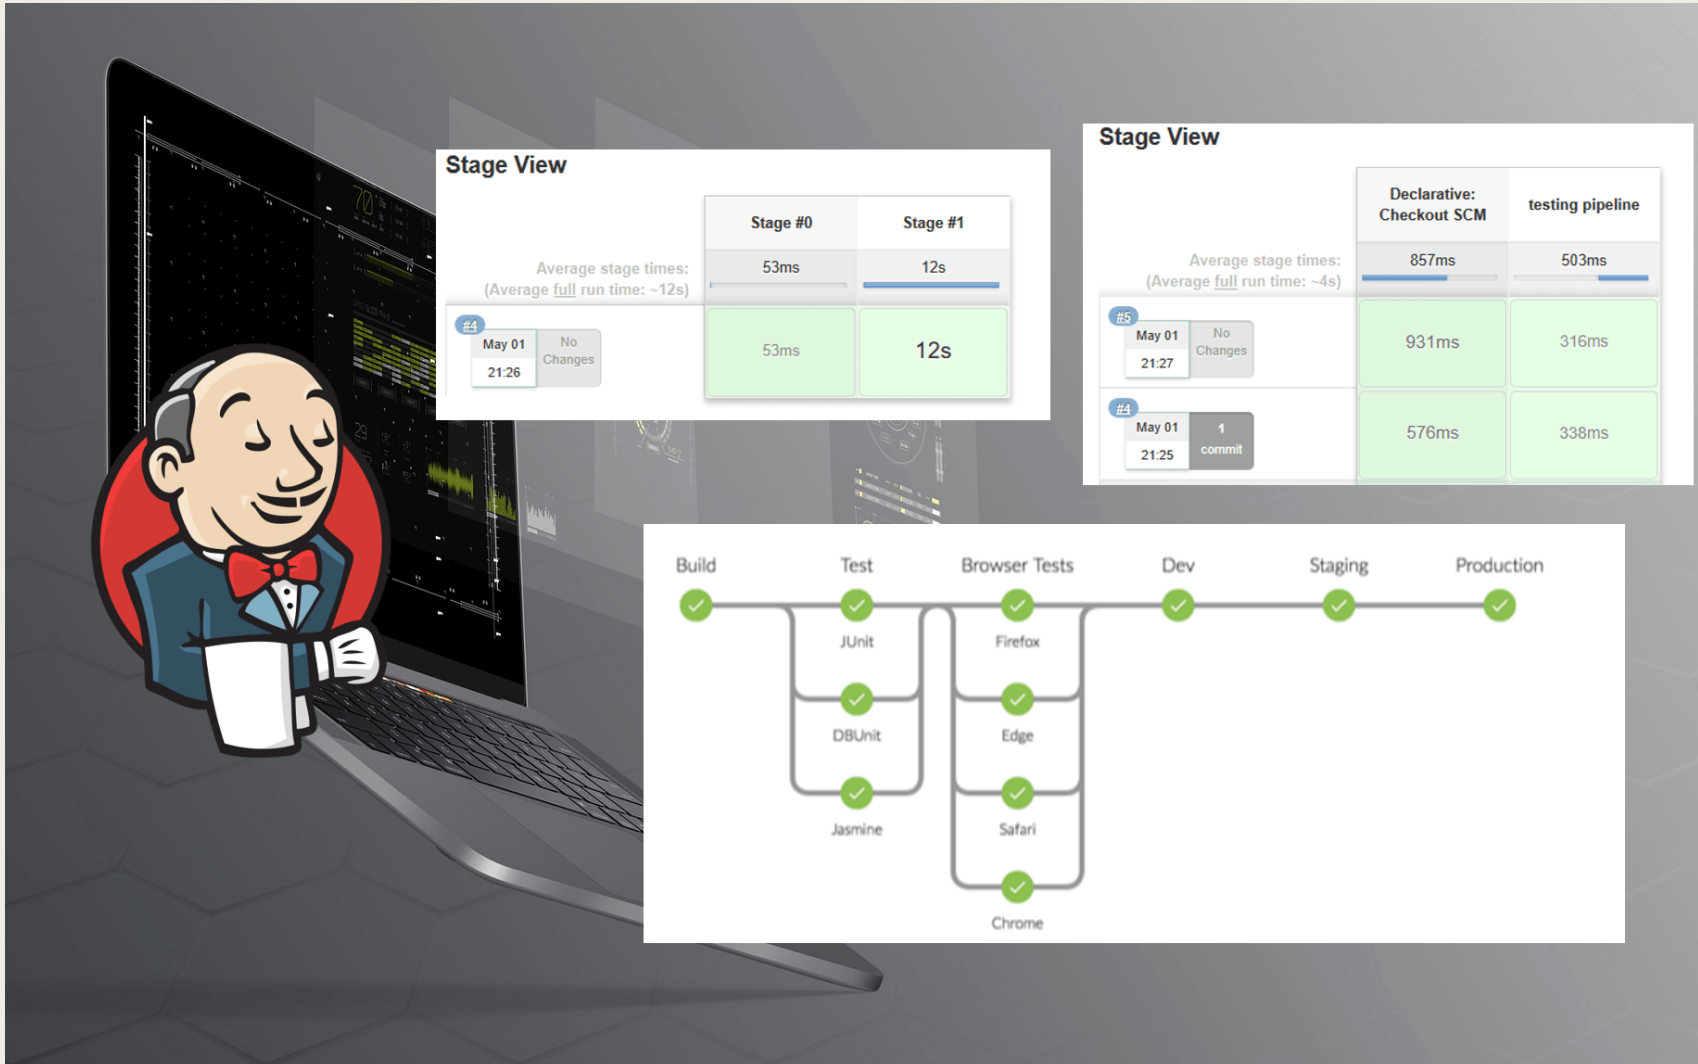 Stage View
Stage #0
Stage #1
Average stage times:
53ms
12s
(Average full run time: ~12s)
#4
May 01
No
Changes
21:26
53ms
12s
Stage View
Declarative:
Checkout SCM
testing pipeline
Average stage times:
857ms
503ms
(Average full run time: ~4s)
#5
May 01
No
Changes
21:27
931ms
316ms
#4
May 01
1
commit
21:25
576ms
338ms
Build
Test
Browser Tests
Dev
Staging
Production
JUnit
Firefox
DBUnit
Edge
Jasmine
Safari
Chrome
70°
29